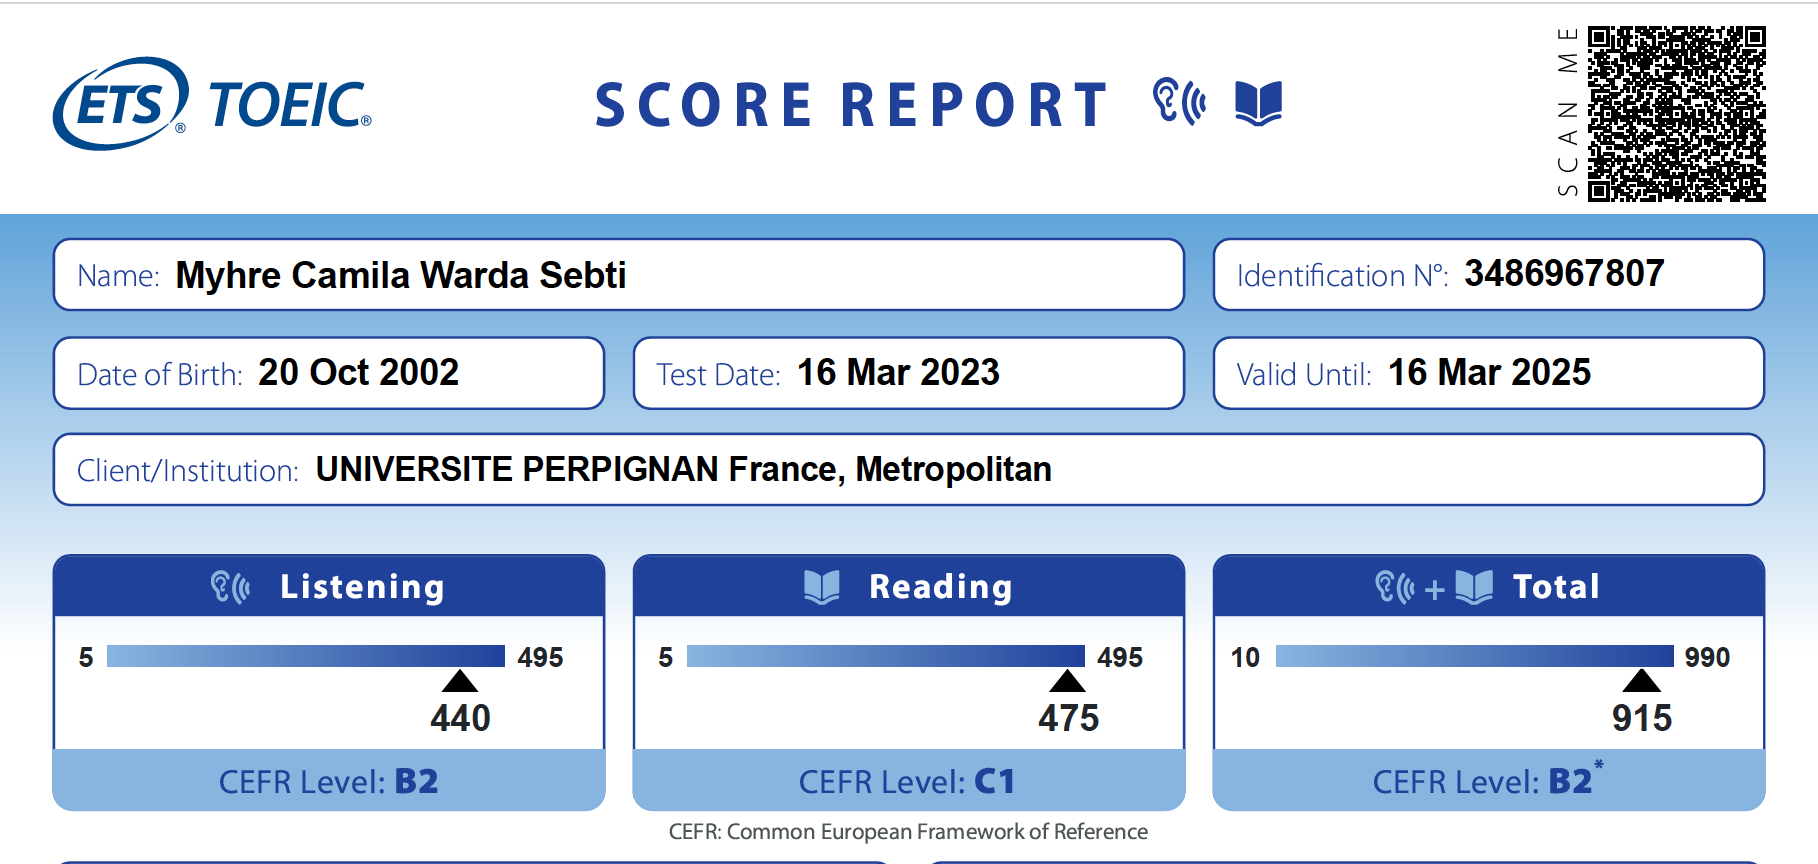 ETS® TOEIC®
SCORE REPORT
SCAN ME
Name: Myhre Camila Warda Sebti
Identification N°: 3486967807
Date of Birth: 20 Oct 2002
Test Date: 16 Mar 2023
Valid Until: 16 Mar 2025
Client/Institution: UNIVERSITE PERPIGNAN France, Metropolitan
Listening
5 495
440
CEFR Level: B2
Reading
5 495
475
CEFR Level: C1
+ Total
10 990
915
CEFR Level: B2*
CEFR: Common European Framework of Reference